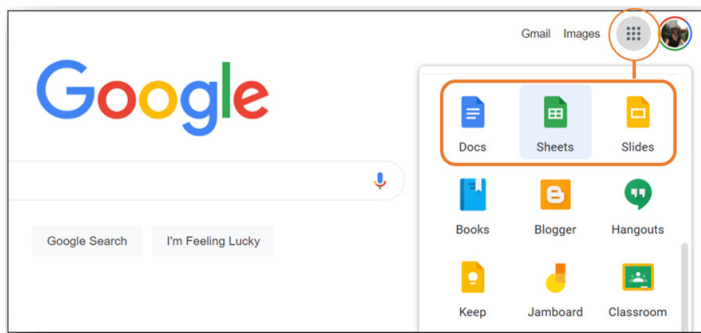 Gmail Images
Google
Docs Sheets Slides
Books Blogger Hangouts
Google Search I'm Feeling Lucky
Keep Jamboard Classroom